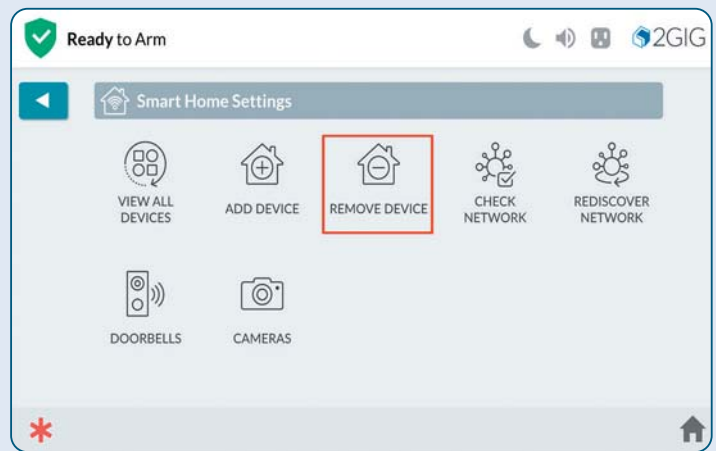 Ready to Arm
2GIG
Smart Home Settings
VIEW ALL
DEVICES
ADD DEVICE
REMOVE DEVICE
CHECK
NETWORK
REDISCOVER
NETWORK
DOORBELLS
CAMERAS